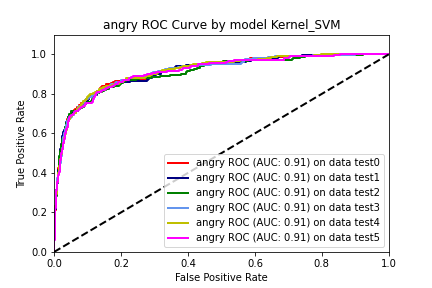 angry ROC Curve by model Kernel_SVM
True Positive Rate
1.0
0.8
0.6
0.4
0.2
0.0
angry ROC (AUC: 0.91) on data test0
angry ROC (AUC: 0.91) on data test1
angry ROC (AUC: 0.91) on data test2
angry ROC (AUC: 0.91) on data test3
angry ROC (AUC: 0.91) on data test4
angry ROC (AUC: 0.91) on data test5
0.0 0.2 0.4 0.6 0.8 1.0
False Positive Rate